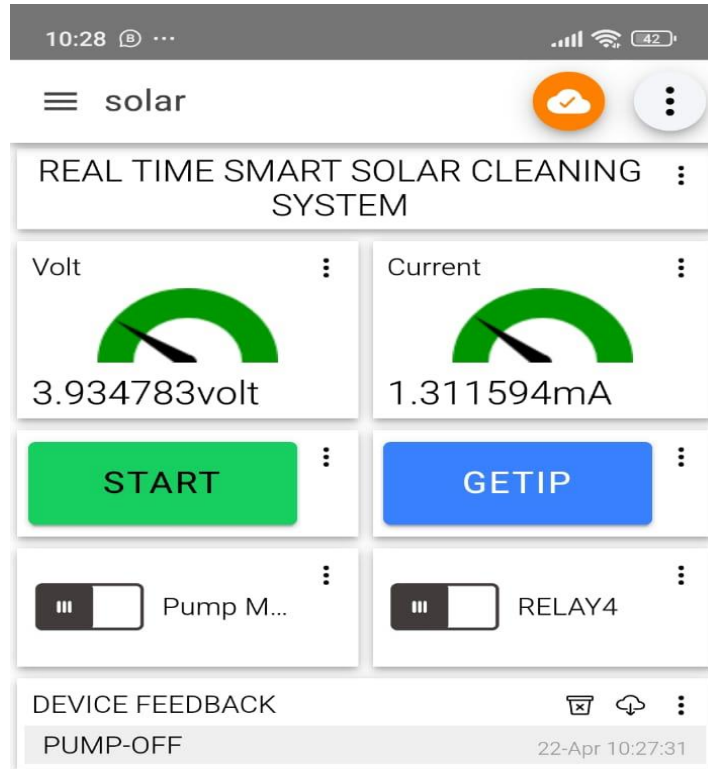 10:28 B ...
42
solar
REAL TIME SMART SOLAR CLEANING
SYSTEM
Volt
Current
3.934783volt
1.311594mA
START
GETIP
Pump M...
RELAY4
DEVICE FEEDBACK
PUMP-OFF
22-Apr 10:27:31